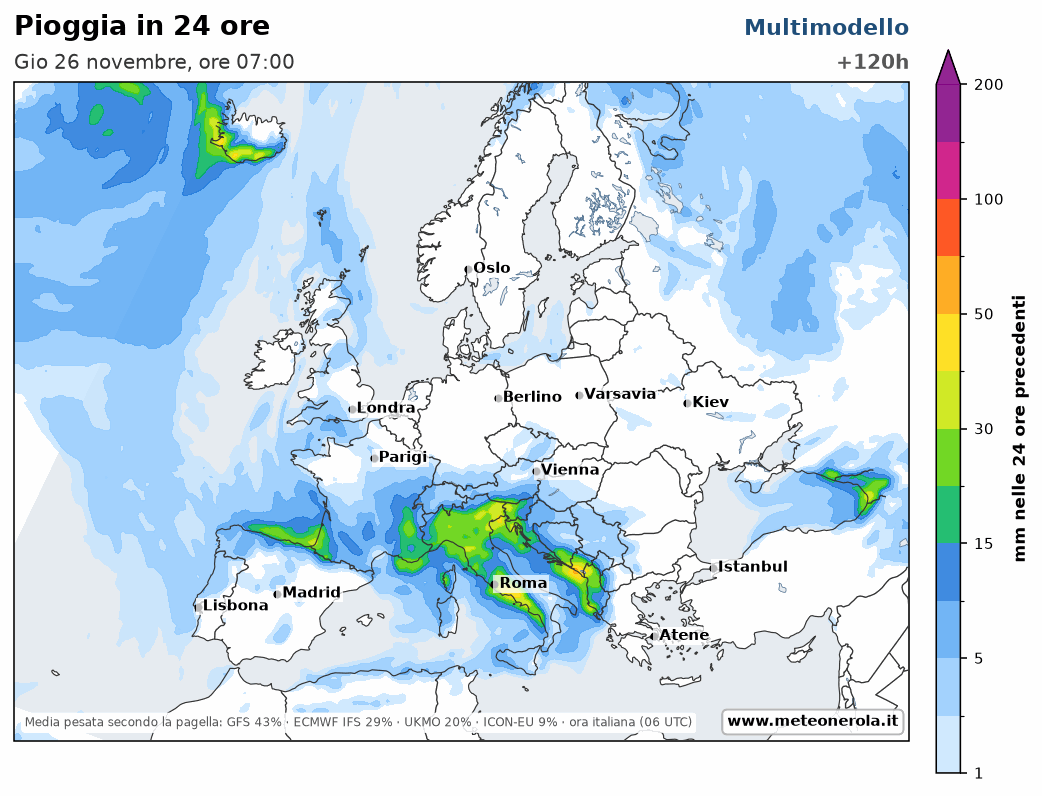 Pioggia in 24 ore
Multimodello
Gio 26 novembre, ore 07:00
+120h
200
100
50
30
15
5
1
mm nelle 24 ore precedenti
Oslo
Londra
Berlino
Varsavia
Kiev
Parigi
Vienna
Istanbul
Roma
Madrid
Lisbona
Atene
Media pesata secondo la pagella: GFS 43% · ECMWF IFS 29% · UKMO 20% · ICON-EU 9% · ora italiana (06 UTC)
www.meteonerola.it